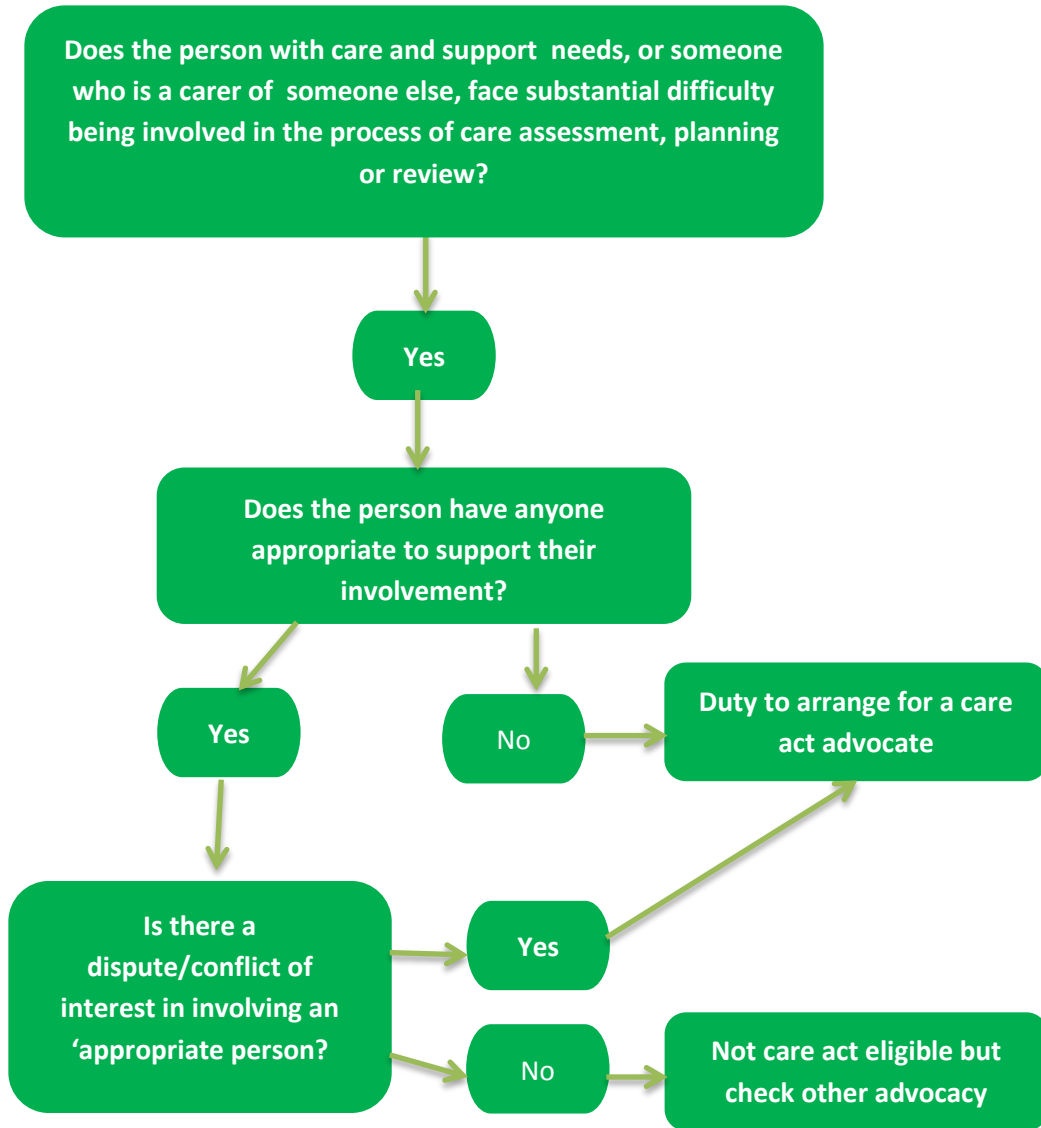 Does the person with care and support needs, or someone
who is a carer of someone else, face substantial difficulty
being involved in the process of care assessment, planning
or review?
Yes
Does the person have anyone
appropriate to support their
involvement?
Yes
No
Duty to arrange for a care
act advocate
Is there a
dispute/conflict of
interest in involving an
‘appropriate person?
Yes
No
Not care act eligible but
check other advocacy